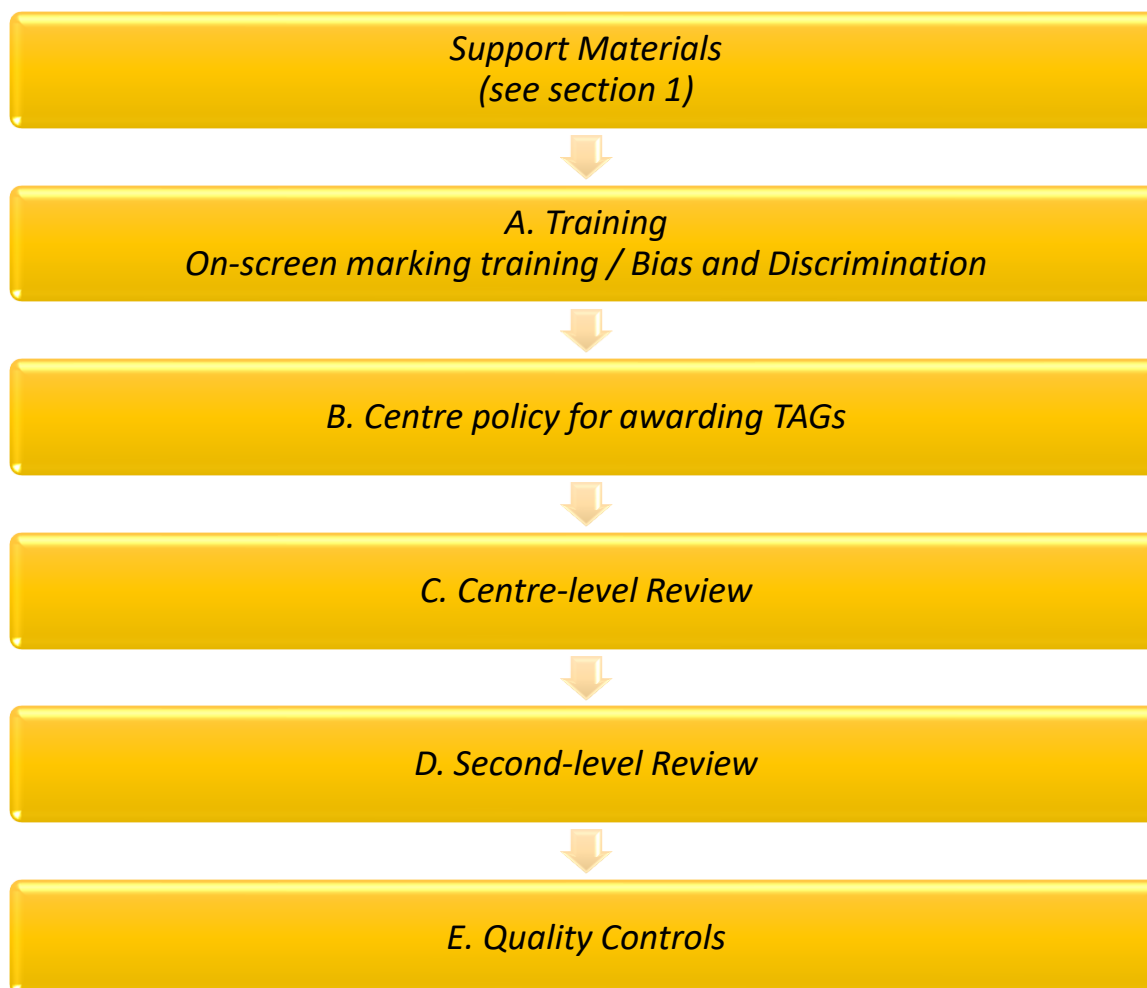 Support Materials
(see section 1)
A. Training
On-screen marking training / Bias and Discrimination
B. Centre policy for awarding TAGs
C. Centre-level Review
D. Second-level Review
E. Quality Controls